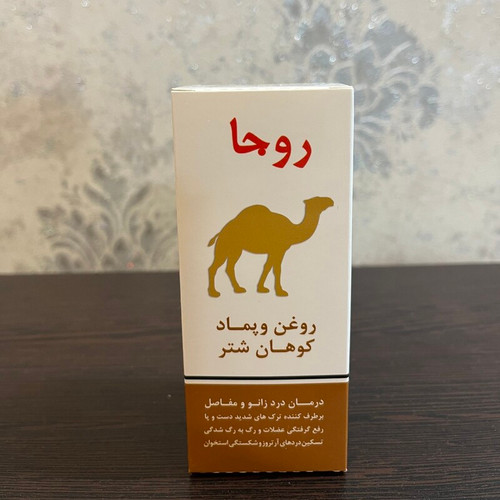 روجا
روغن وپماد
کوهان شتر
درمان درد زانو و مفاصل
برطرف کننده ترک های شدید دست و پا
رفع گرفتگی عضلات و رگ به رگ شدگی
تسکین دردهای آرتروز و شکستگی استخوان